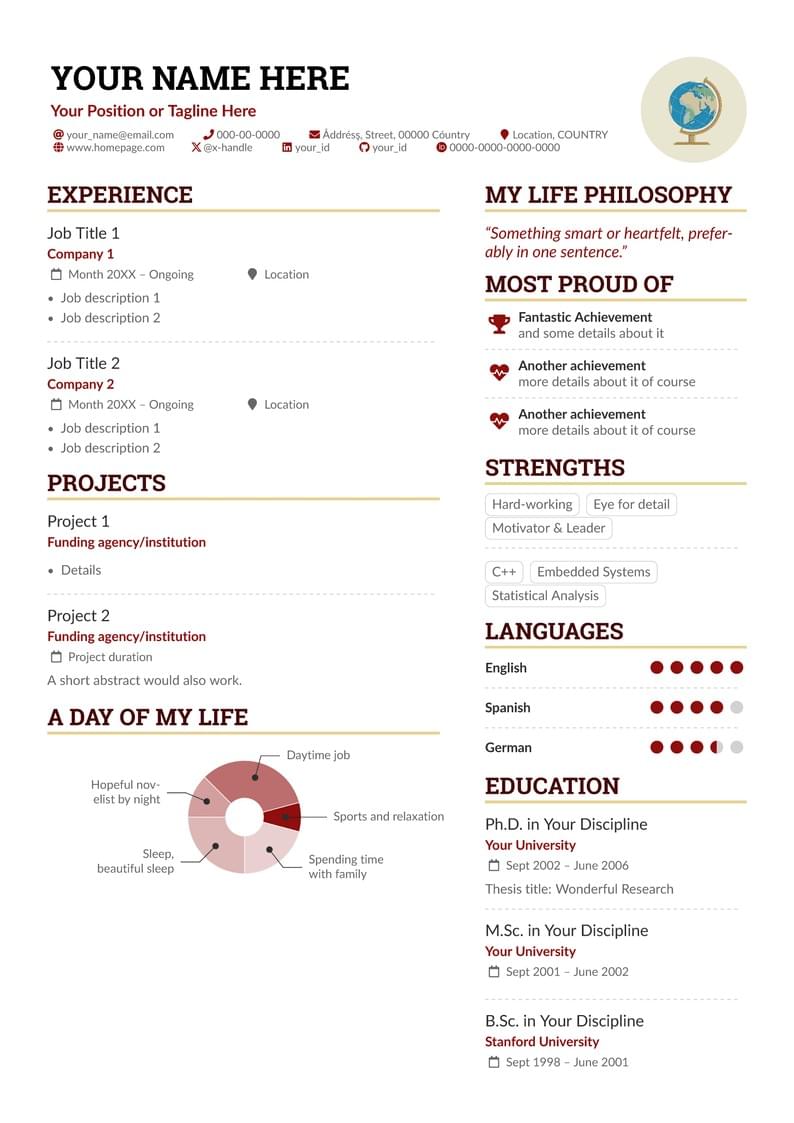 YOUR NAME HERE
Your Position or Tagline Here
your_name@email.com 000-00-0000 Åddrésş, Street, 00000 Cóuntry Location, COUNTRY
www.homepage.com @x-handle your_id your_id 0000-0000-0000-0000
EXPERIENCE
Job Title 1
Company 1
Month 20XX – Ongoing Location
• Job description 1
• Job description 2
Job Title 2
Company 2
Month 20XX – Ongoing Location
• Job description 1
• Job description 2
PROJECTS
Project 1
Funding agency/institution
• Details
Project 2
Funding agency/institution
Project duration
A short abstract would also work.
A DAY OF MY LIFE
Daytime job
Hopeful nov-
elist by night
Sports and relaxation
Sleep,
beautiful sleep
Spending time
with family
MY LIFE PHILOSOPHY
“Something smart or heartfelt, prefer-
ably in one sentence.”
MOST PROUD OF
Fantastic Achievement
and some details about it
Another achievement
more details about it of course
Another achievement
more details about it of course
STRENGTHS
Hard-working Eye for detail
Motivator & Leader
C++ Embedded Systems
Statistical Analysis
LANGUAGES
English
Spanish
German
EDUCATION
Ph.D. in Your Discipline
Your University
Sept 2002 – June 2006
Thesis title: Wonderful Research
M.Sc. in Your Discipline
Your University
Sept 2001 – June 2002
B.Sc. in Your Discipline
Stanford University
Sept 1998 – June 2001